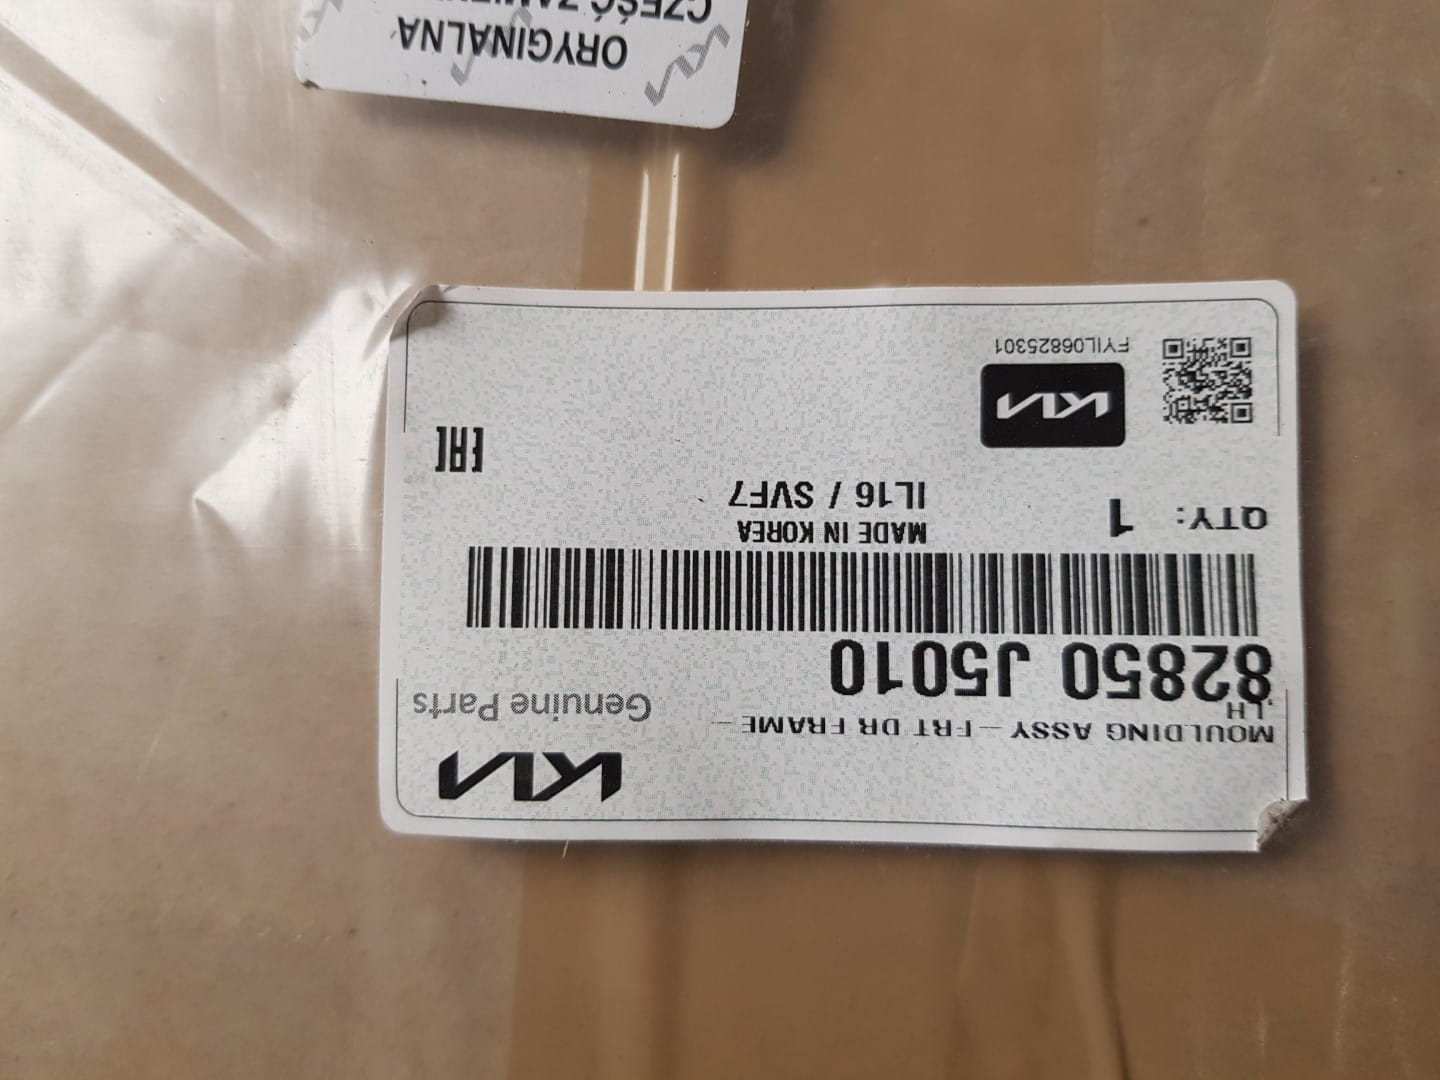 MOULDING ASSY-FRT DR FRAME-
LH
KIA
Genuine Parts
82850 J5010
QTY: 1
MADE IN KOREA
IL16 / SVF7
EAC
KIA
FYIL06825301
ORYGINALNA
CZĘŚĆ